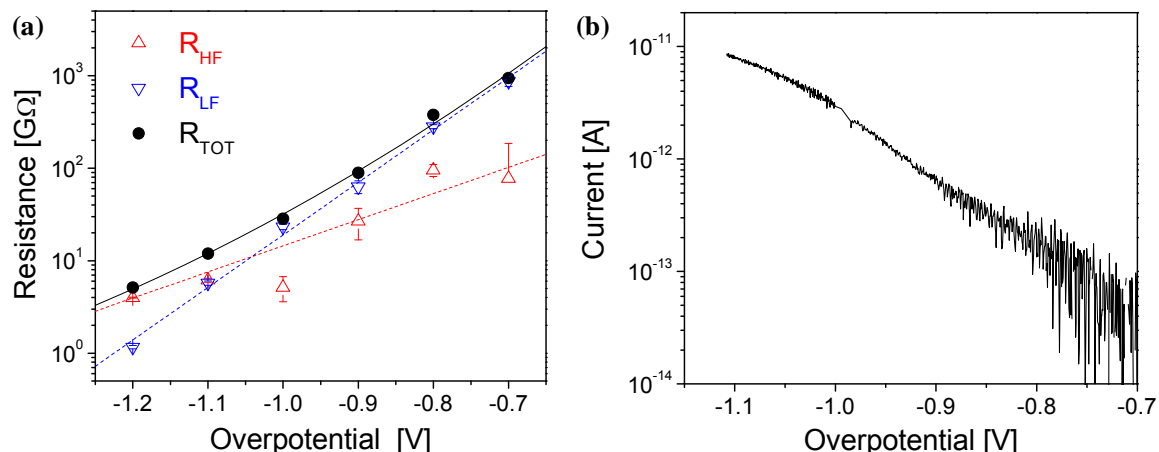 (a)
R_HF
R_LF
R_TOT
10^3
10^2
10^1
10^0
Resistance [GΩ]
-1.2 -1.1 -1.0 -0.9 -0.8 -0.7
Overpotential [V]
(b)
10^-11
10^-12
10^-13
10^-14
Current [A]
-1.1 -1.0 -0.9 -0.8 -0.7
Overpotential [V]